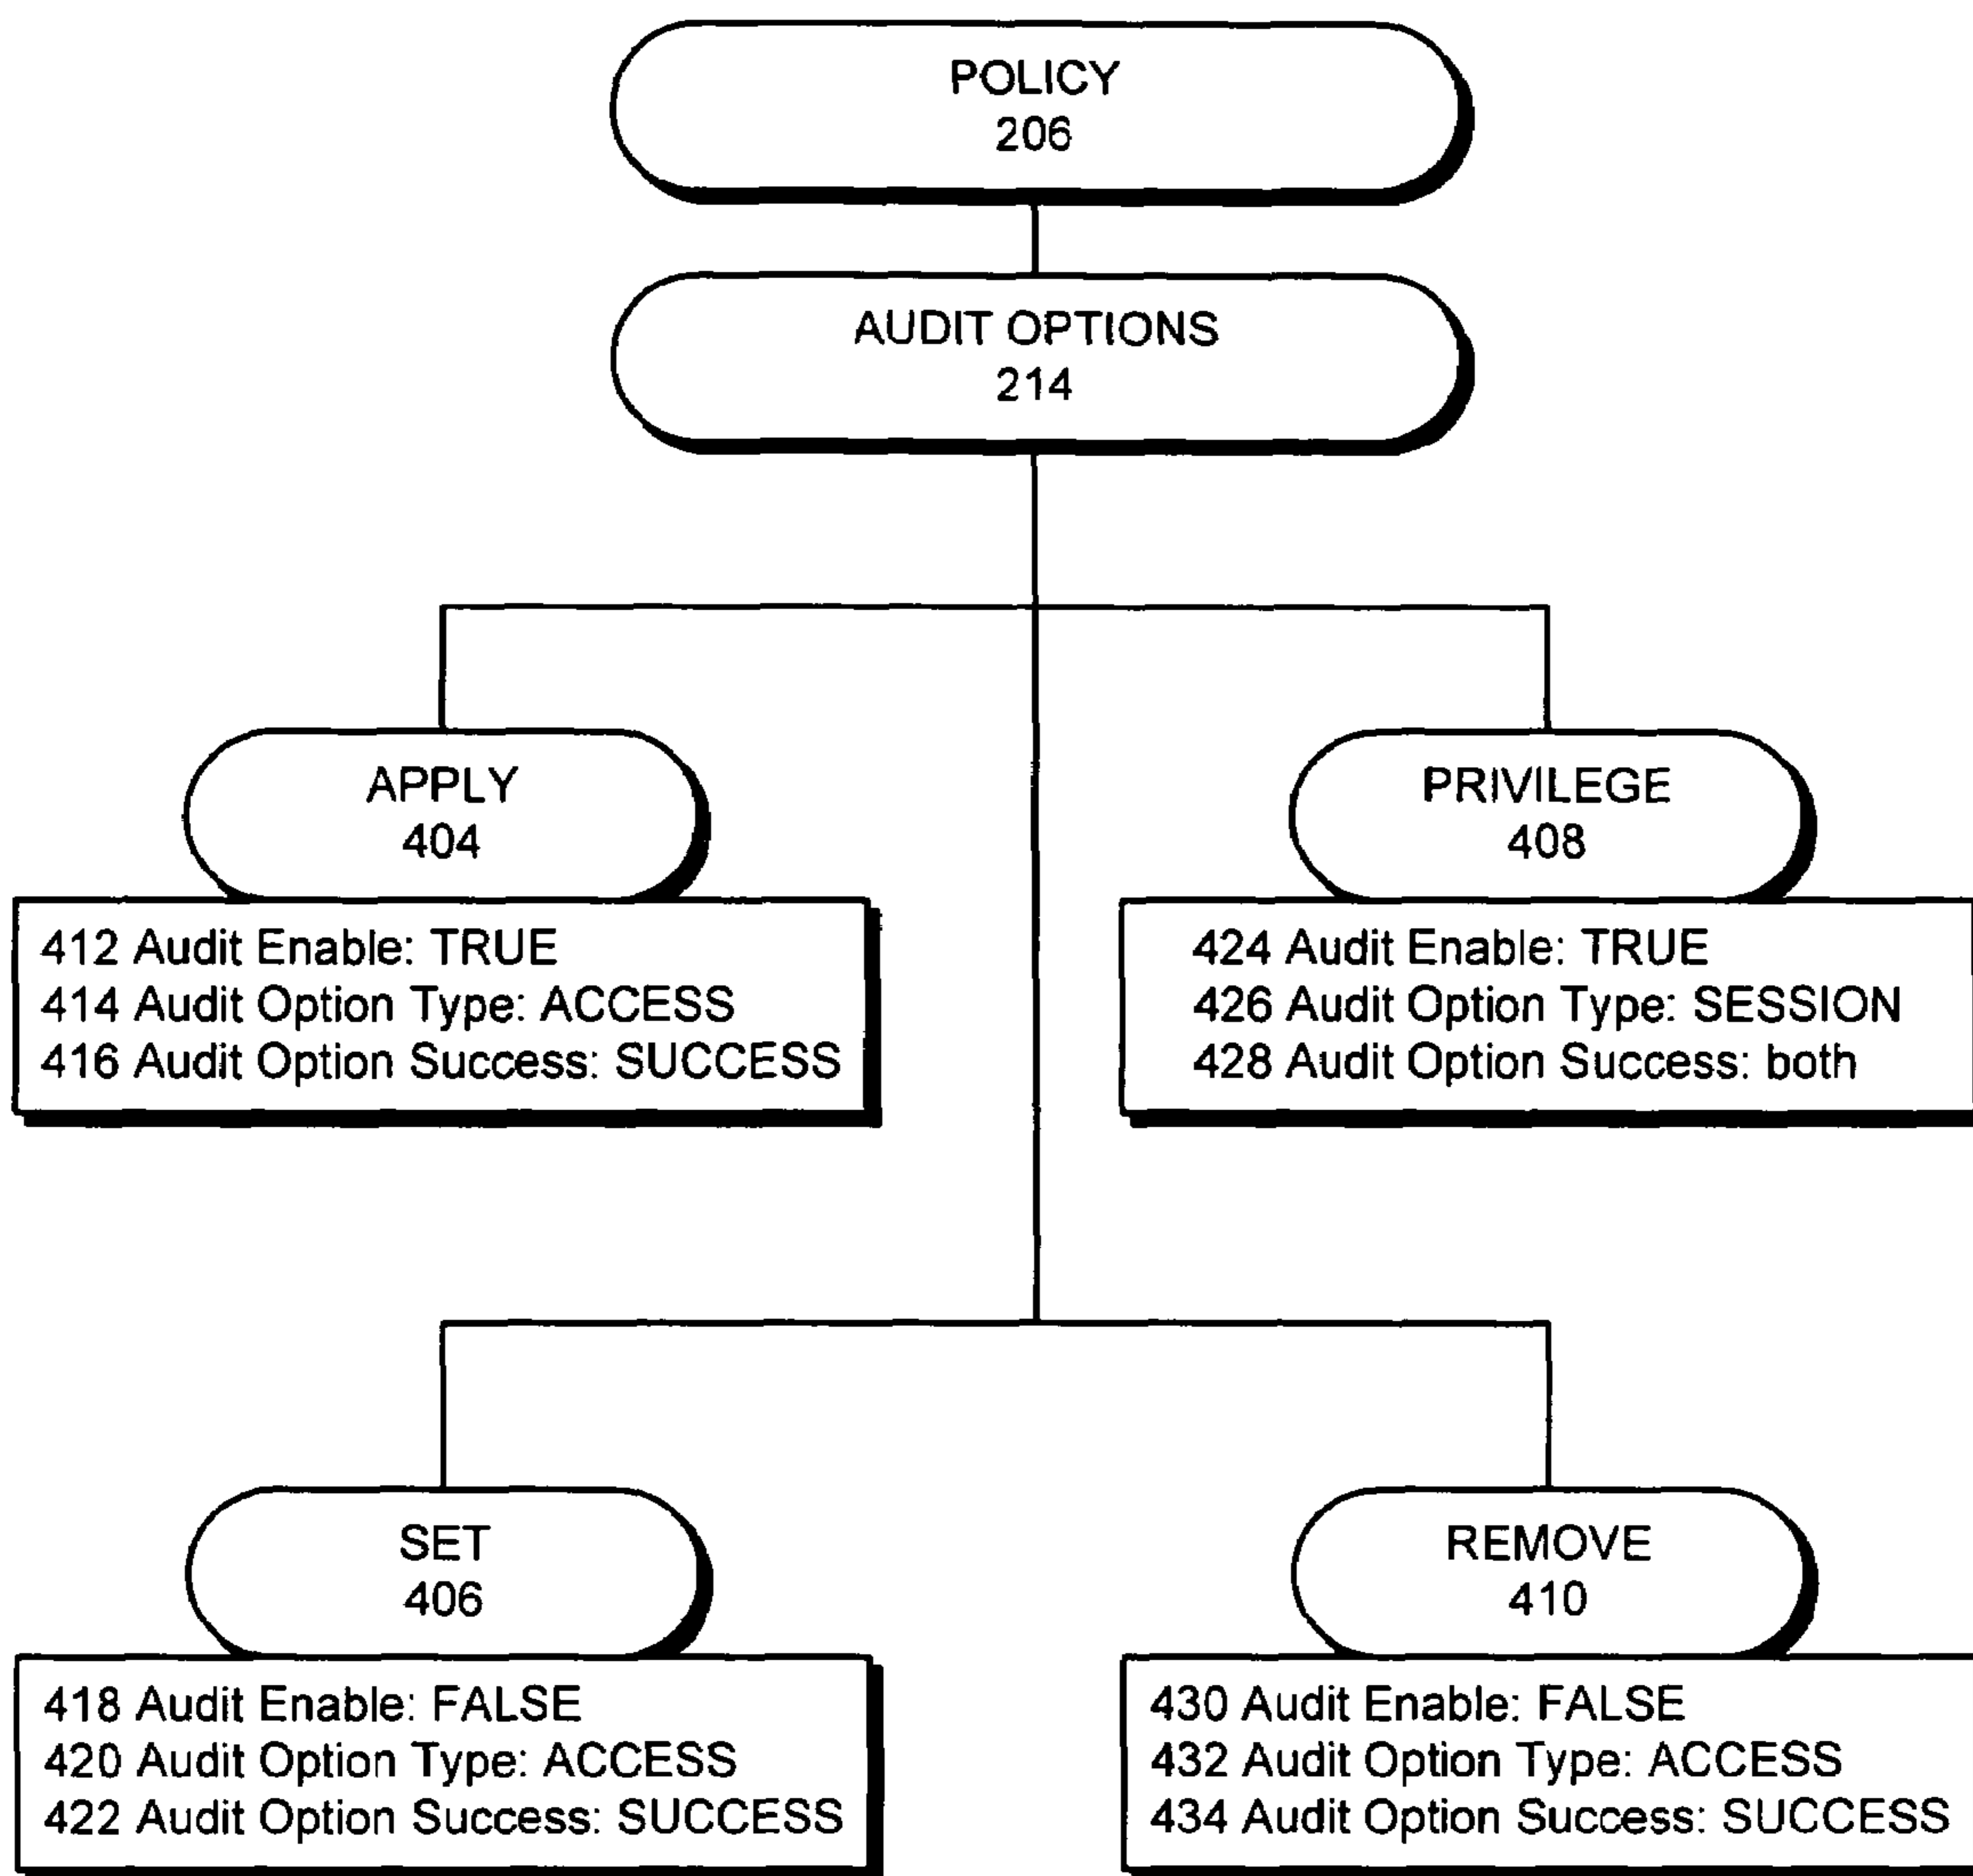 POLICY
206
AUDIT OPTIONS
214
APPLY
404
412 Audit Enable: TRUE
414 Audit Option Type: ACCESS
416 Audit Option Success: SUCCESS
PRIVILEGE
408
424 Audit Enable: TRUE
426 Audit Option Type: SESSION
428 Audit Option Success: both
SET
406
418 Audit Enable: FALSE
420 Audit Option Type: ACCESS
422 Audit Option Success: SUCCESS
REMOVE
410
430 Audit Enable: FALSE
432 Audit Option Type: ACCESS
434 Audit Option Success: SUCCESS